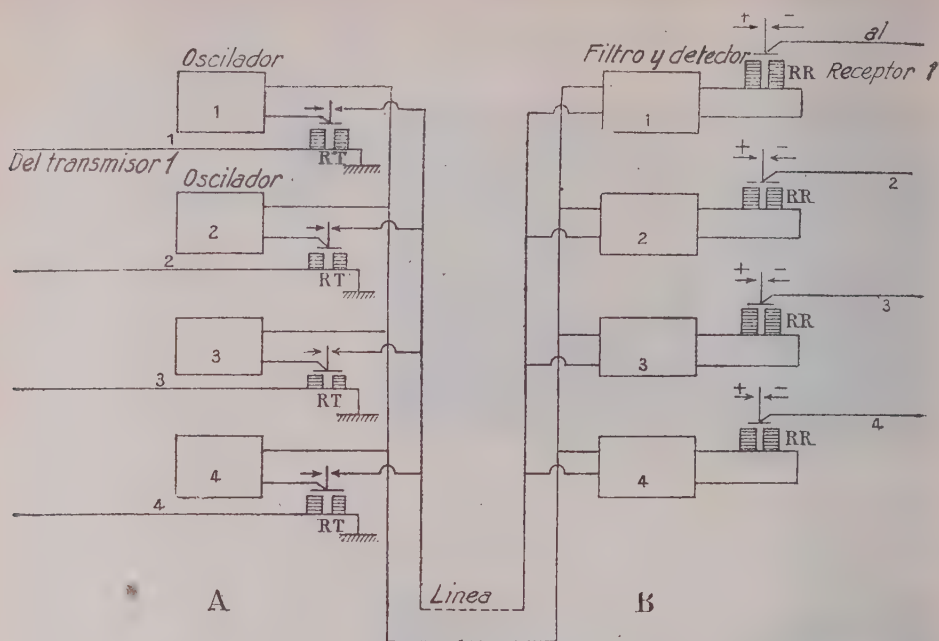 Oscilador
1
RT
1
Del transmisor 1
Oscilador
2
RT
2
3
RT
3
4
RT
4
A
Linea
+ -
al
Filtro y detector
RR Receptor 1
1
+ -
2
RR
2
+ -
3
RR
3
+ -
4
RR
4
B